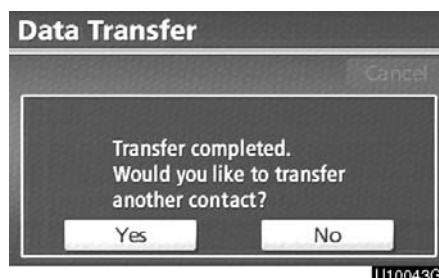 Data Transfer
Cancel
Transfer completed.
Would you like to transfer
another contact?
Yes
No
U10043G